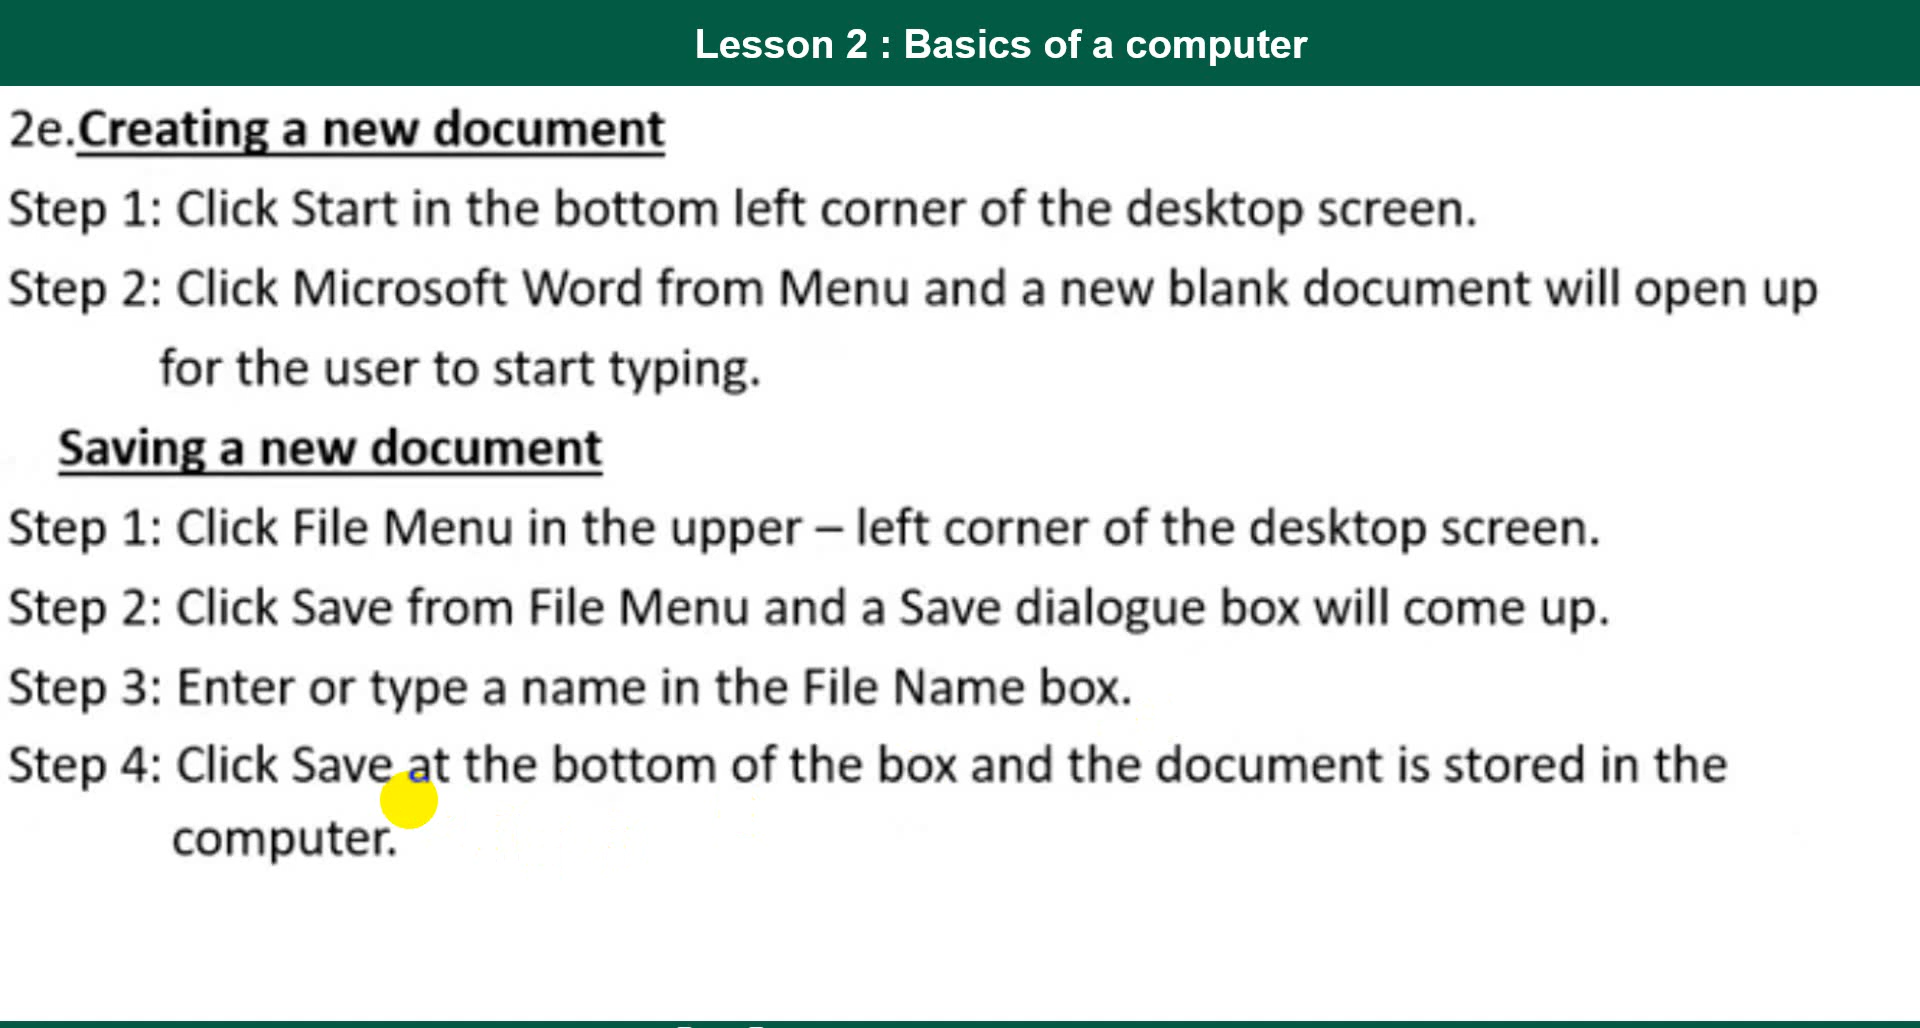 Lesson 2 : Basics of a computer
2e.Creating a new document
Step 1: Click Start in the bottom left corner of the desktop screen.
Step 2: Click Microsoft Word from Menu and a new blank document will open up
for the user to start typing.
Saving a new document
Step 1: Click File Menu in the upper – left corner of the desktop screen.
Step 2: Click Save from File Menu and a Save dialogue box will come up.
Step 3: Enter or type a name in the File Name box.
Step 4: Click Save at the bottom of the box and the document is stored in the
computer.